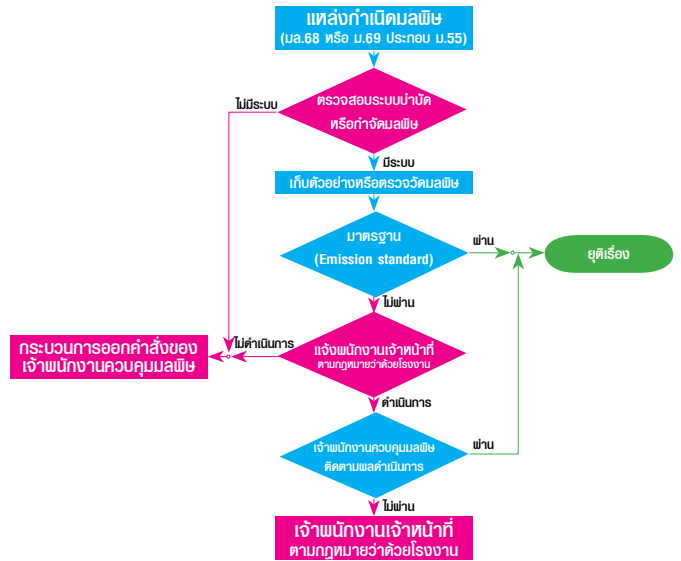 แหล่งกำเนิดมลพิษ
(มล.68 หรือ ม.69 ประกอบ ม.55)
ตรวจสอบระบบบำบัด
หรือกำจัดมลพิษ
ไม่มีระบบ
มีระบบ
เก็บตัวอย่างหรือตรวจวัดมลพิษ
มาตรฐาน
(Emission standard)
ผ่าน
ยุติเรื่อง
ไม่ผ่าน
แจ้งพนักงานเจ้าหน้าที่
ตามกฎหมายว่าด้วยโรงงาน
ไม่ดำเนินการ
กระบวนการออกคำสั่งของ
เจ้าพนักงานควบคุมมลพิษ
ดำเนินการ
เจ้าพนักงานควบคุมมลพิษ
ติดตามผลดำเนินการ
ผ่าน
ไม่ผ่าน
เจ้าพนักงานเจ้าหน้าที่
ตามกฎหมายว่าด้วยโรงงาน